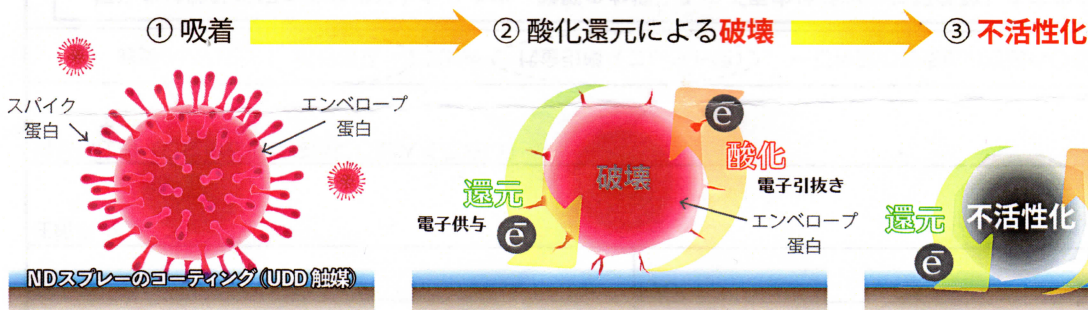 ① 吸着
② 酸化還元による破壊
③ 不活性化
スパイク
蛋白
エンベロープ
蛋白
NDスプレーのコーティング(UDD触媒)
破壊
ē
酸化
電子引抜き
還元
電子供与
ē
エンベロープ
蛋白
還元
ē
不活性化